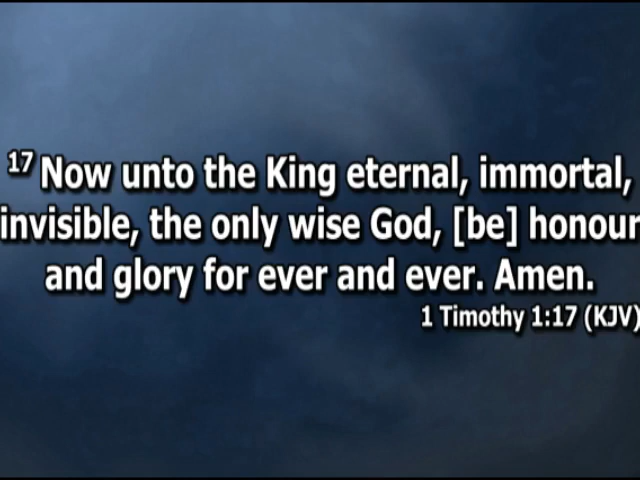 17 Now unto the King eternal, immortal,
invisible, the only wise God, [be] honour
and glory for ever and ever. Amen.
1 Timothy 1:17 (KJV)